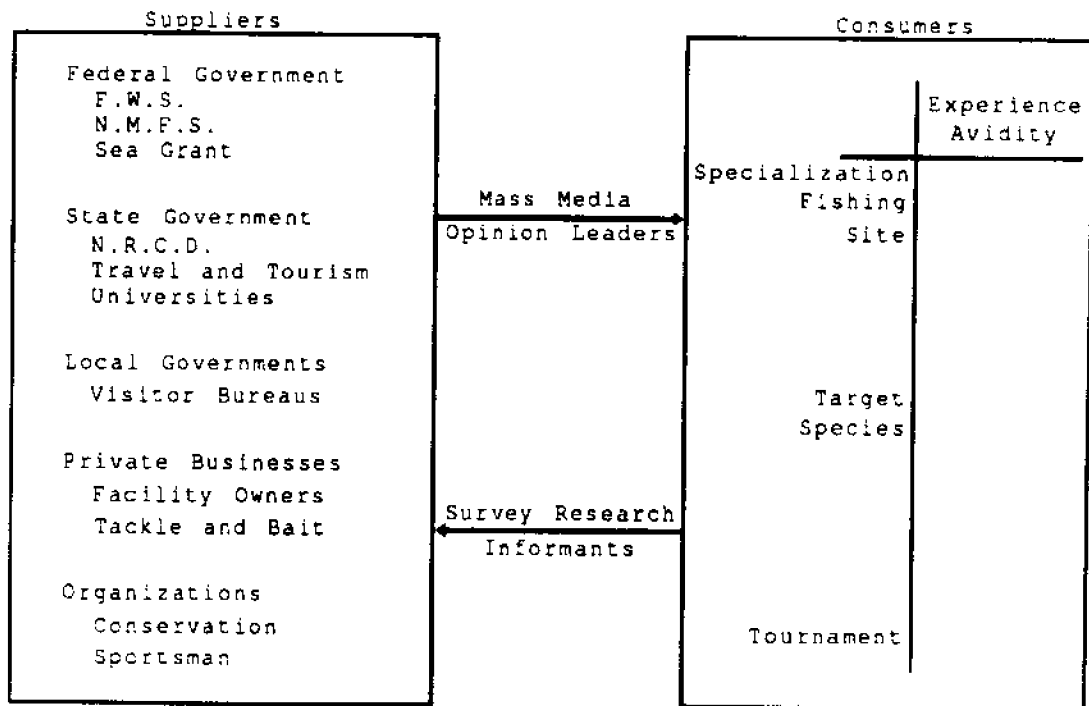 Suppliers
Federal Government
F.W.S.
N.M.F.S.
Sea Grant
State Government
N.R.C.D.
Travel and Tourism
Universities
Local Governments
Visitor Bureaus
Private Businesses
Facility Owners
Tackle and Bait
Organizations
Conservation
Sportsman
Mass Media
Opinion Leaders
Survey Research
Informants
Consumers
Experience
Avidity
Specialization
Fishing
Site
Target
Species
Tournament